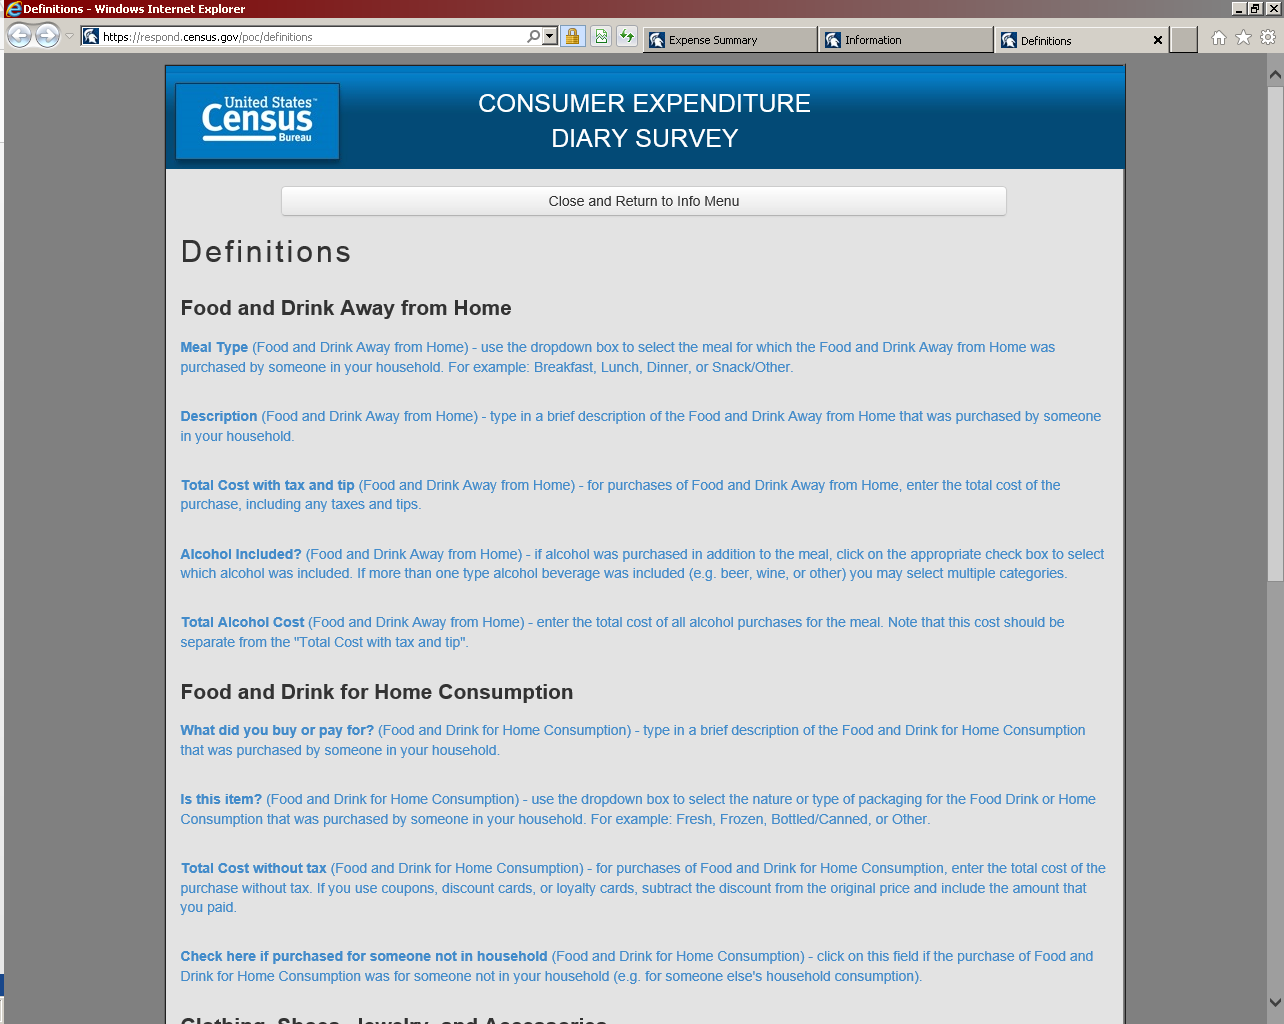 Definitions - Windows Internet Explorer
https://respond.census.gov/poc/definitions
Expense Summary
Information
Definitions
United States™
Census
Bureau
CONSUMER EXPENDITURE
DIARY SURVEY
Close and Return to Info Menu
Definitions
Food and Drink Away from Home
Meal Type (Food and Drink Away from Home) - use the dropdown box to select the meal for which the Food and Drink Away from Home was
purchased by someone in your household. For example: Breakfast, Lunch, Dinner, or Snack/Other.
Description (Food and Drink Away from Home) - type in a brief description of the Food and Drink Away from Home that was purchased by someone
in your household.
Total Cost with tax and tip (Food and Drink Away from Home) - for purchases of Food and Drink Away from Home, enter the total cost of the
purchase, including any taxes and tips.
Alcohol Included? (Food and Drink Away from Home) - if alcohol was purchased in addition to the meal, click on the appropriate check box to select
which alcohol was included. If more than one type alcohol beverage was included (e.g. beer, wine, or other) you may select multiple categories.
Total Alcohol Cost (Food and Drink Away from Home) - enter the total cost of all alcohol purchases for the meal. Note that this cost should be
separate from the "Total Cost with tax and tip".
Food and Drink for Home Consumption
What did you buy or pay for? (Food and Drink for Home Consumption) - type in a brief description of the Food and Drink for Home Consumption
that was purchased by someone in your household.
Is this item? (Food and Drink for Home Consumption) - use the dropdown box to select the nature or type of packaging for the Food Drink or Home
Consumption that was purchased by someone in your household. For example: Fresh, Frozen, Bottled/Canned, or Other.
Total Cost without tax (Food and Drink for Home Consumption) - for purchases of Food and Drink for Home Consumption, enter the total cost of the
purchase without tax. If you use coupons, discount cards, or loyalty cards, subtract the discount from the original price and include the amount that
you paid.
Check here if purchased for someone not in household (Food and Drink for Home Consumption) - click on this field if the purchase of Food and
Drink for Home Consumption was for someone not in your household (e.g. for someone else's household consumption).
Clothing, Shoes, Jewelry, and Accessories